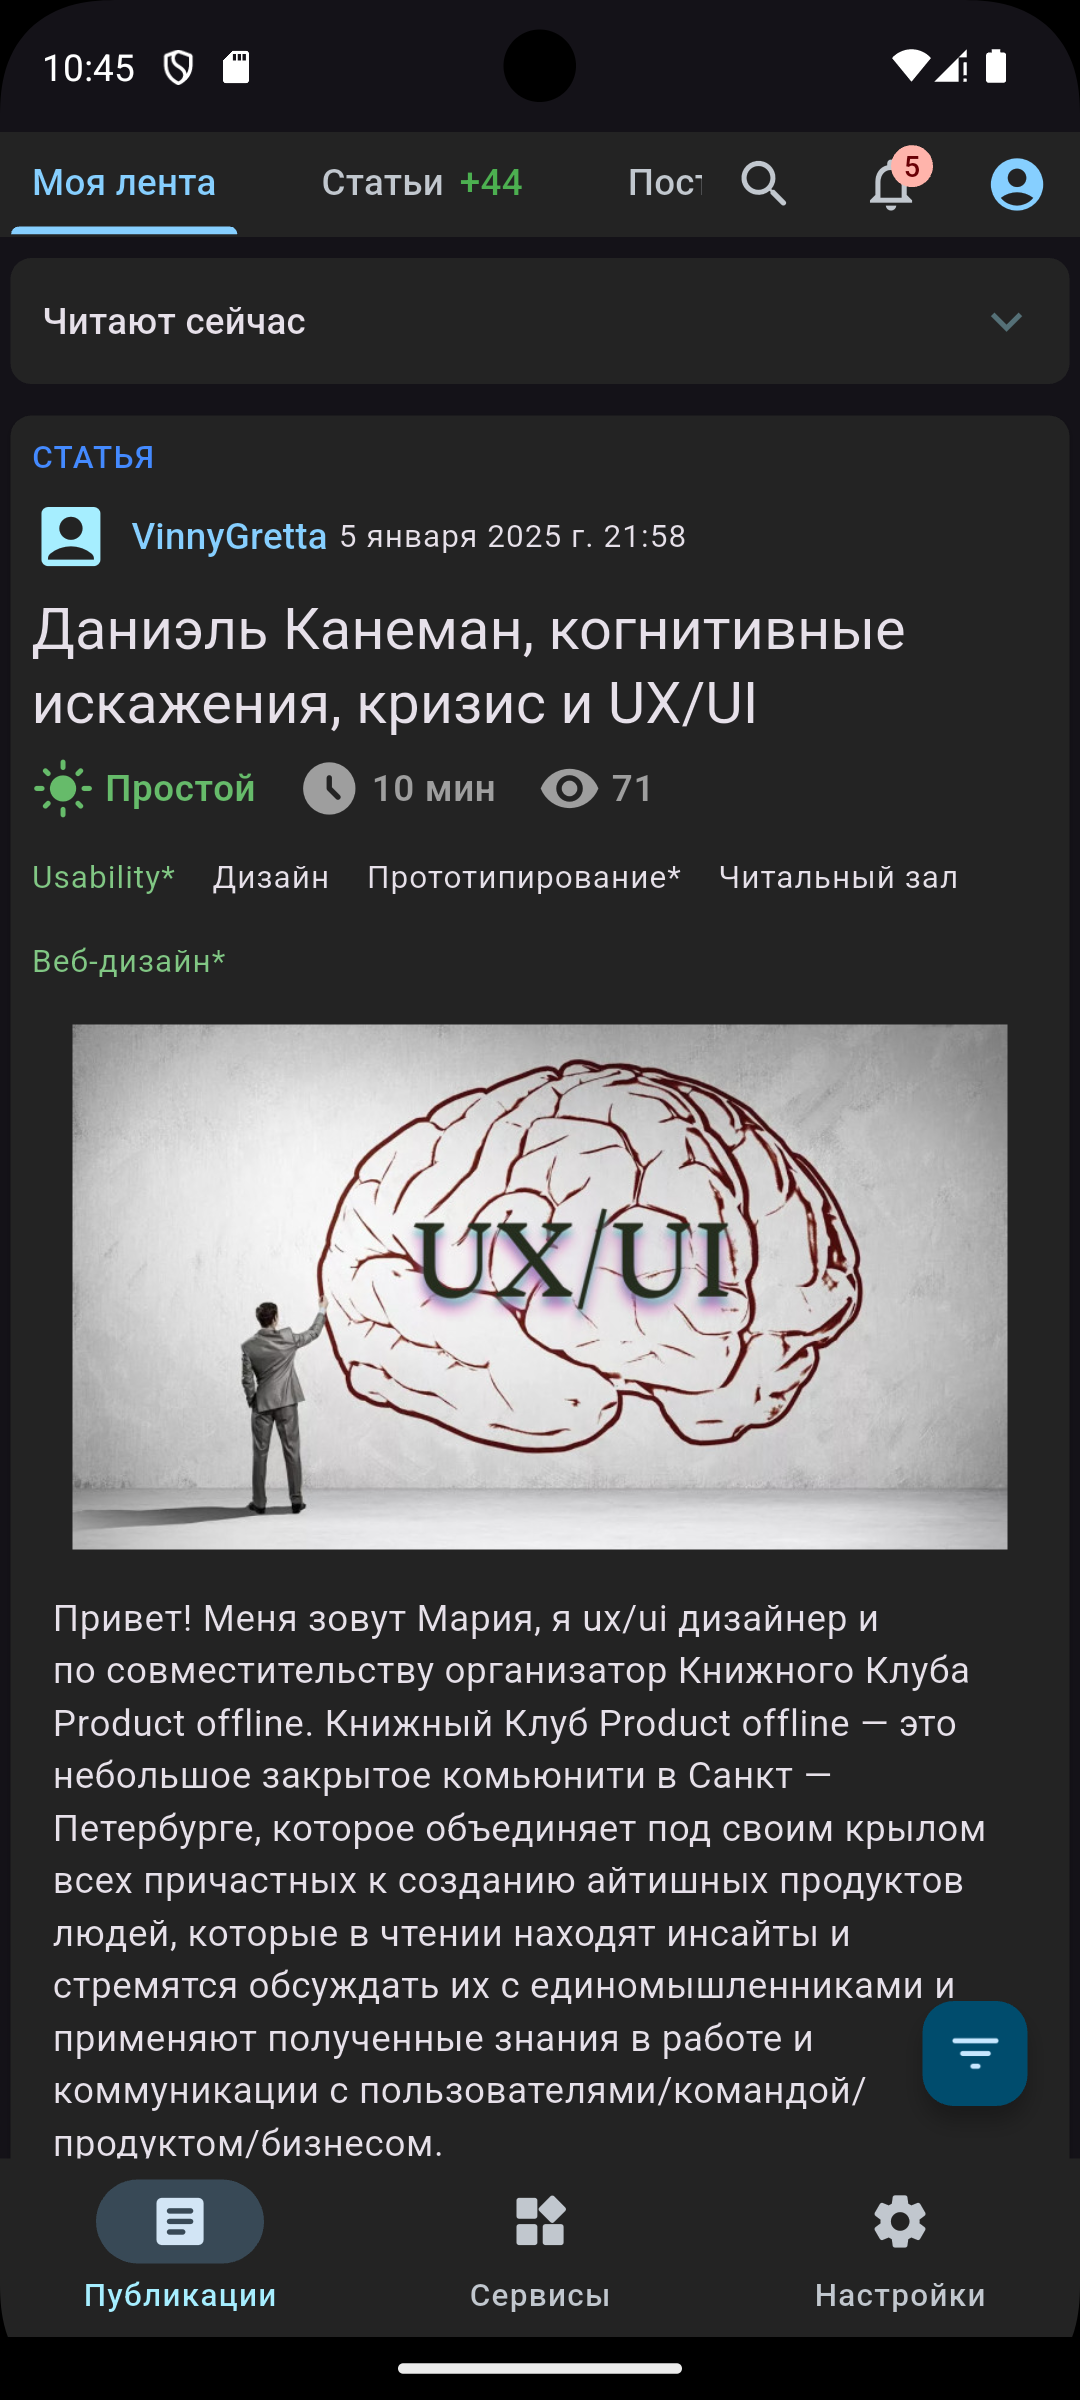 10:45
Моя лента
Статьи +44
Пост
5
Читают сейчас
СТАТЬЯ
VinnyGretta 5 января 2025 г. 21:58
Даниэль Канеман, когнитивные
искажения, кризис и UX/UI
Простой 10 мин 71
Usability* Дизайн Прототипирование* Читальный зал
Веб-дизайн*
UX/UI
Привет! Меня зовут Мария, я ux/ui дизайнер и
по совместительству организатор Книжного Клуба
Product offline. Книжный Клуб Product offline — это
небольшое закрытое комьюнити в Санкт —
Петербурге, которое объединяет под своим крылом
всех причастных к созданию айтишных продуктов
людей, которые в чтении находят инсайты и
стремятся обсуждать их с единомышленниками и
применяют полученные знания в работе и
коммуникации с пользователями/командой/
продуктом/бизнесом.
Публикации
Сервисы
Настройки